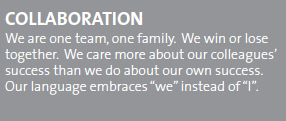 COLLABORATION
We are one team, one family. We win or lose
together. We care more about our colleagues’
success than we do about our own success.
Our language embraces “we” instead of “I”.